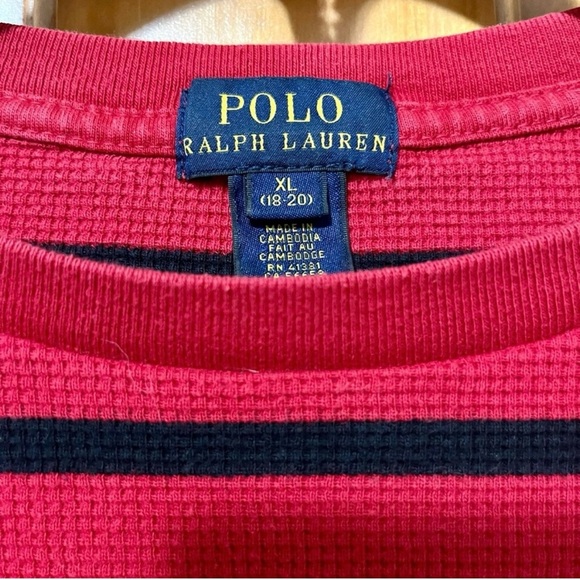 POLO
RALPH LAUREN
XL
(18-20)
MADE IN
CAMBODIA
FAIT AU
CAMBODGE
RN 41381